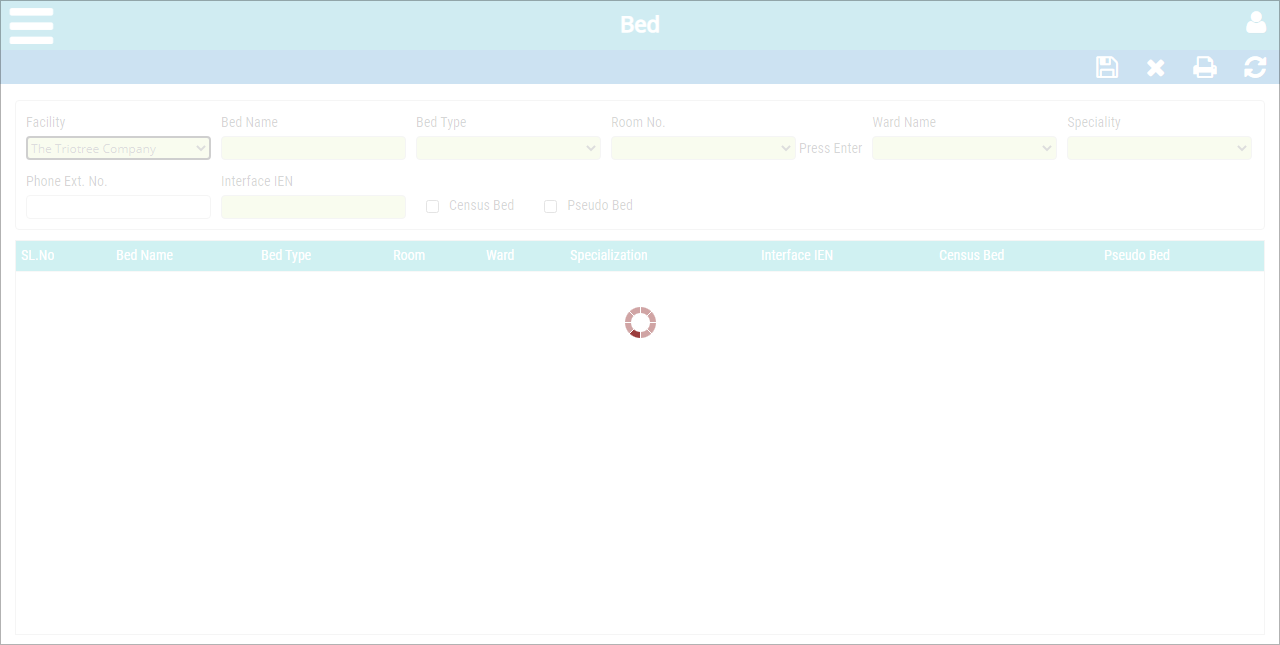 Bed
Facility Bed Name Bed Type Room No. Ward Name Speciality
The Triotree Company Press Enter
Phone Ext. No. Interface IEN
Census Bed Pseudo Bed
SL.No Bed Name Bed Type Room Ward Specialization Interface IEN Census Bed Pseudo Bed